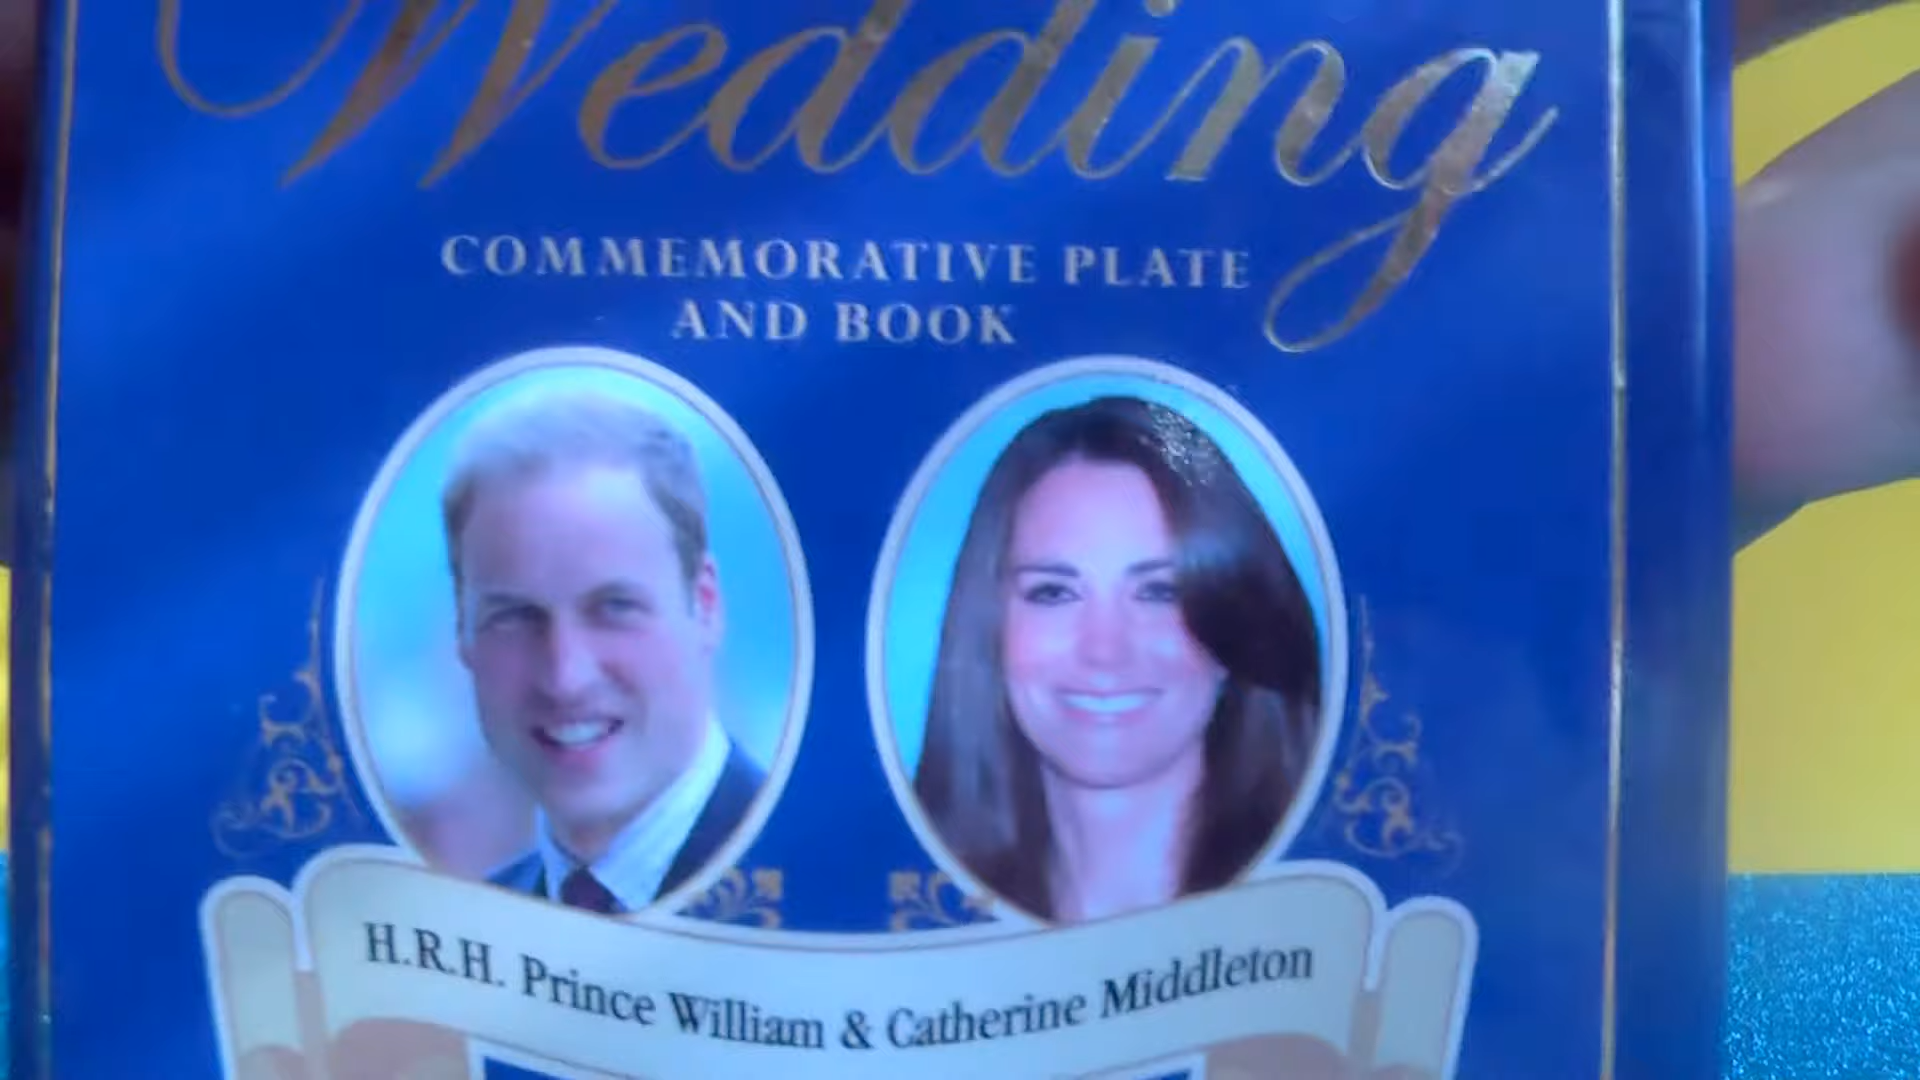 Wedding
COMMEMORATIVE PLATE
AND BOOK
H.R.H. Prince William & Catherine Middleton